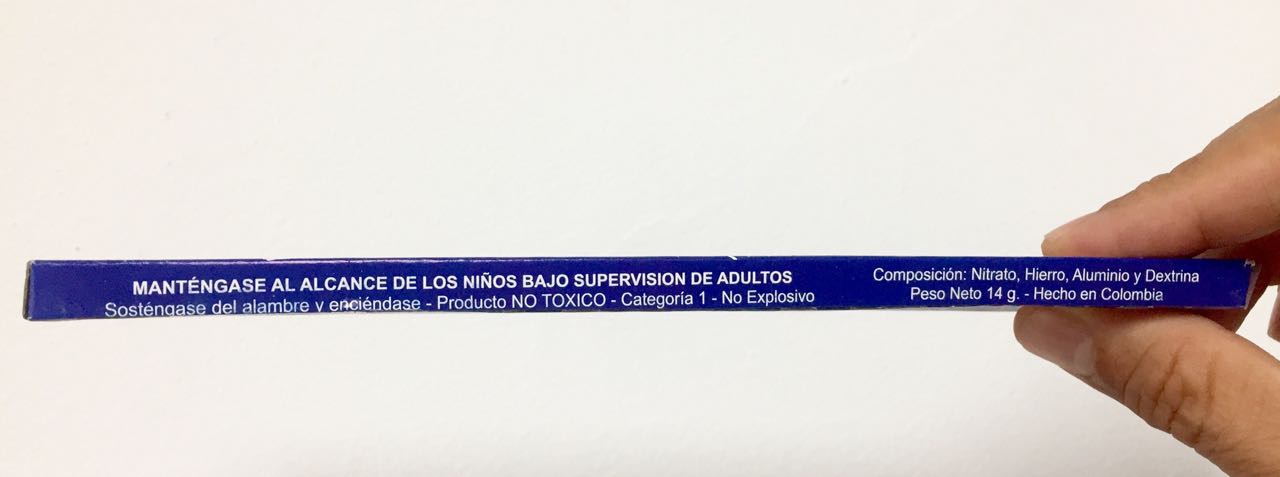 MANTÉNGASE AL ALCANCE DE LOS NIÑOS BAJO SUPERVISION DE ADULTOS
Sosténgase del alambre y enciéndase - Producto NO TOXICO - Categoría 1 - No Explosivo
Composición: Nitrato, Hierro, Aluminio y Dextrina
Peso Neto 14 g. - Hecho en Colombia